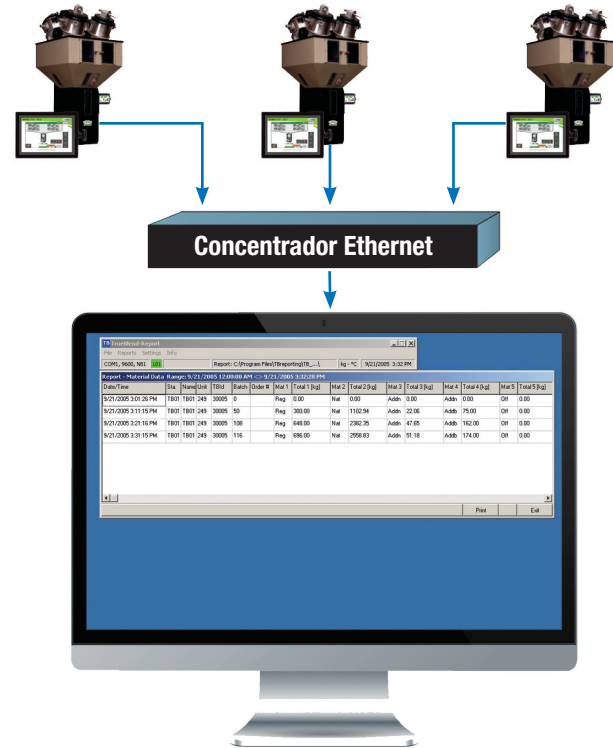 Concentrador Ethernet
TB TrueBlend-Report
File Reports Settings Info
COM1, 9600, N81 101 Report: C:\Program Files\TBreporting\TB_...\ kg - °C 9/21/2005 3:32 PM
Report - Material Data Range: 9/21/2005 12:00:00 AM <> 9/21/2005 3:32:28 PM
Date/Time Sta: Name Unit TBId Batch Order # Mat 1 Total 1 [kg] Mat 2 Total 2 [kg] Mat 3 Total 3 [kg] Mat 4 Total 4 [kg] Mat 5 Total 5 [kg]
9/21/2005 3:01:26 PM TB01 TB01 249 30005 0 Reg 0.00 Nat 0.00 Addn 0.00 Addb 0.00 Off 0.00
9/21/2005 3:11:15 PM TB01 TB01 249 30005 50 Reg 300.00 Nat 1102.94 Addn 22.06 Addb 75.00 Off 0.00
9/21/2005 3:21:16 PM TB01 TB01 249 30005 108 Reg 648.00 Nat 2382.35 Addn 47.65 Addb 162.00 Off 0.00
9/21/2005 3:31:15 PM TB01 TB01 249 30005 116 Reg 696.00 Nat 2558.83 Addn 51.18 Addb 174.00 Off 0.00
Print Exit